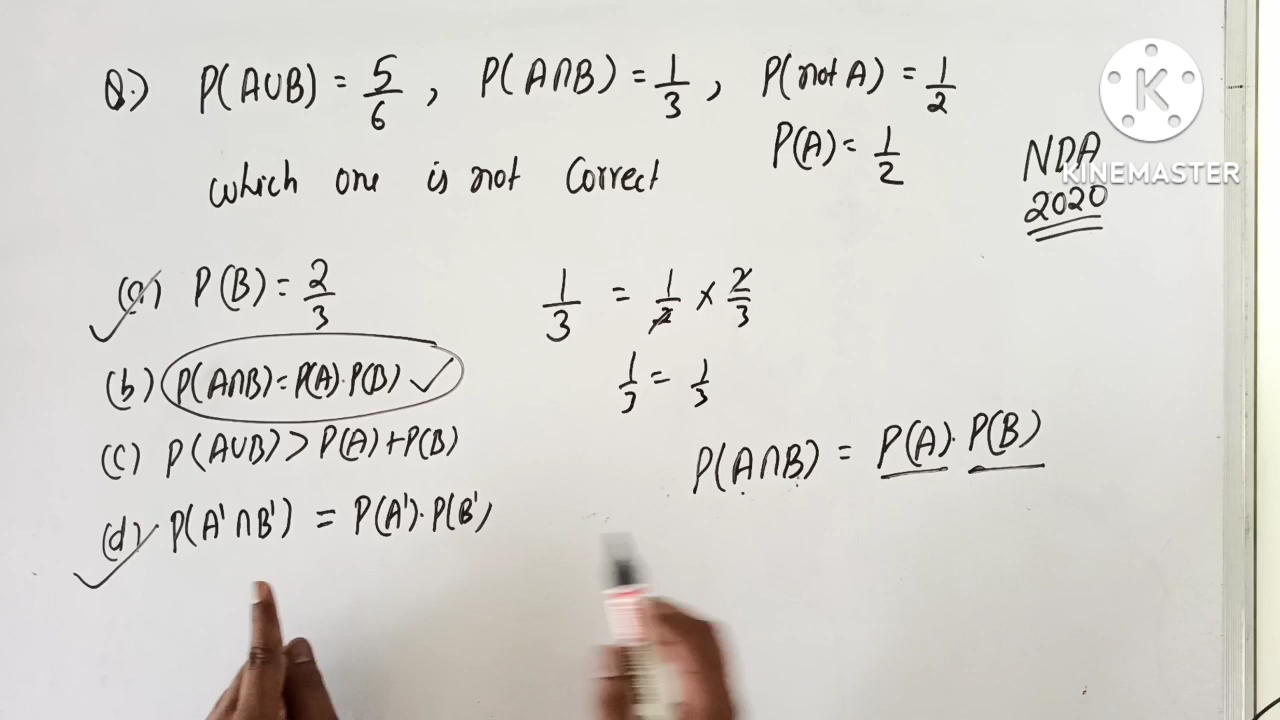 Q.) P(A∪B) = 5/6 , P(A∩B) = 1/3 , P(not A) = 1/2
P(A) = 1/2
which one is not Correct
NDA
2020
K
KINEMASTER
(a) P(B) = 2/3
1/3 = 1/2 × 2/3
(b) P(A∩B) = P(A)·P(B) ✓
1/3 = 1/3
(c) P(A∪B) > P(A)+P(B)
P(A∩B) = P(A)· P(B)
(d) P(A'∩B') = P(A')·P(B')